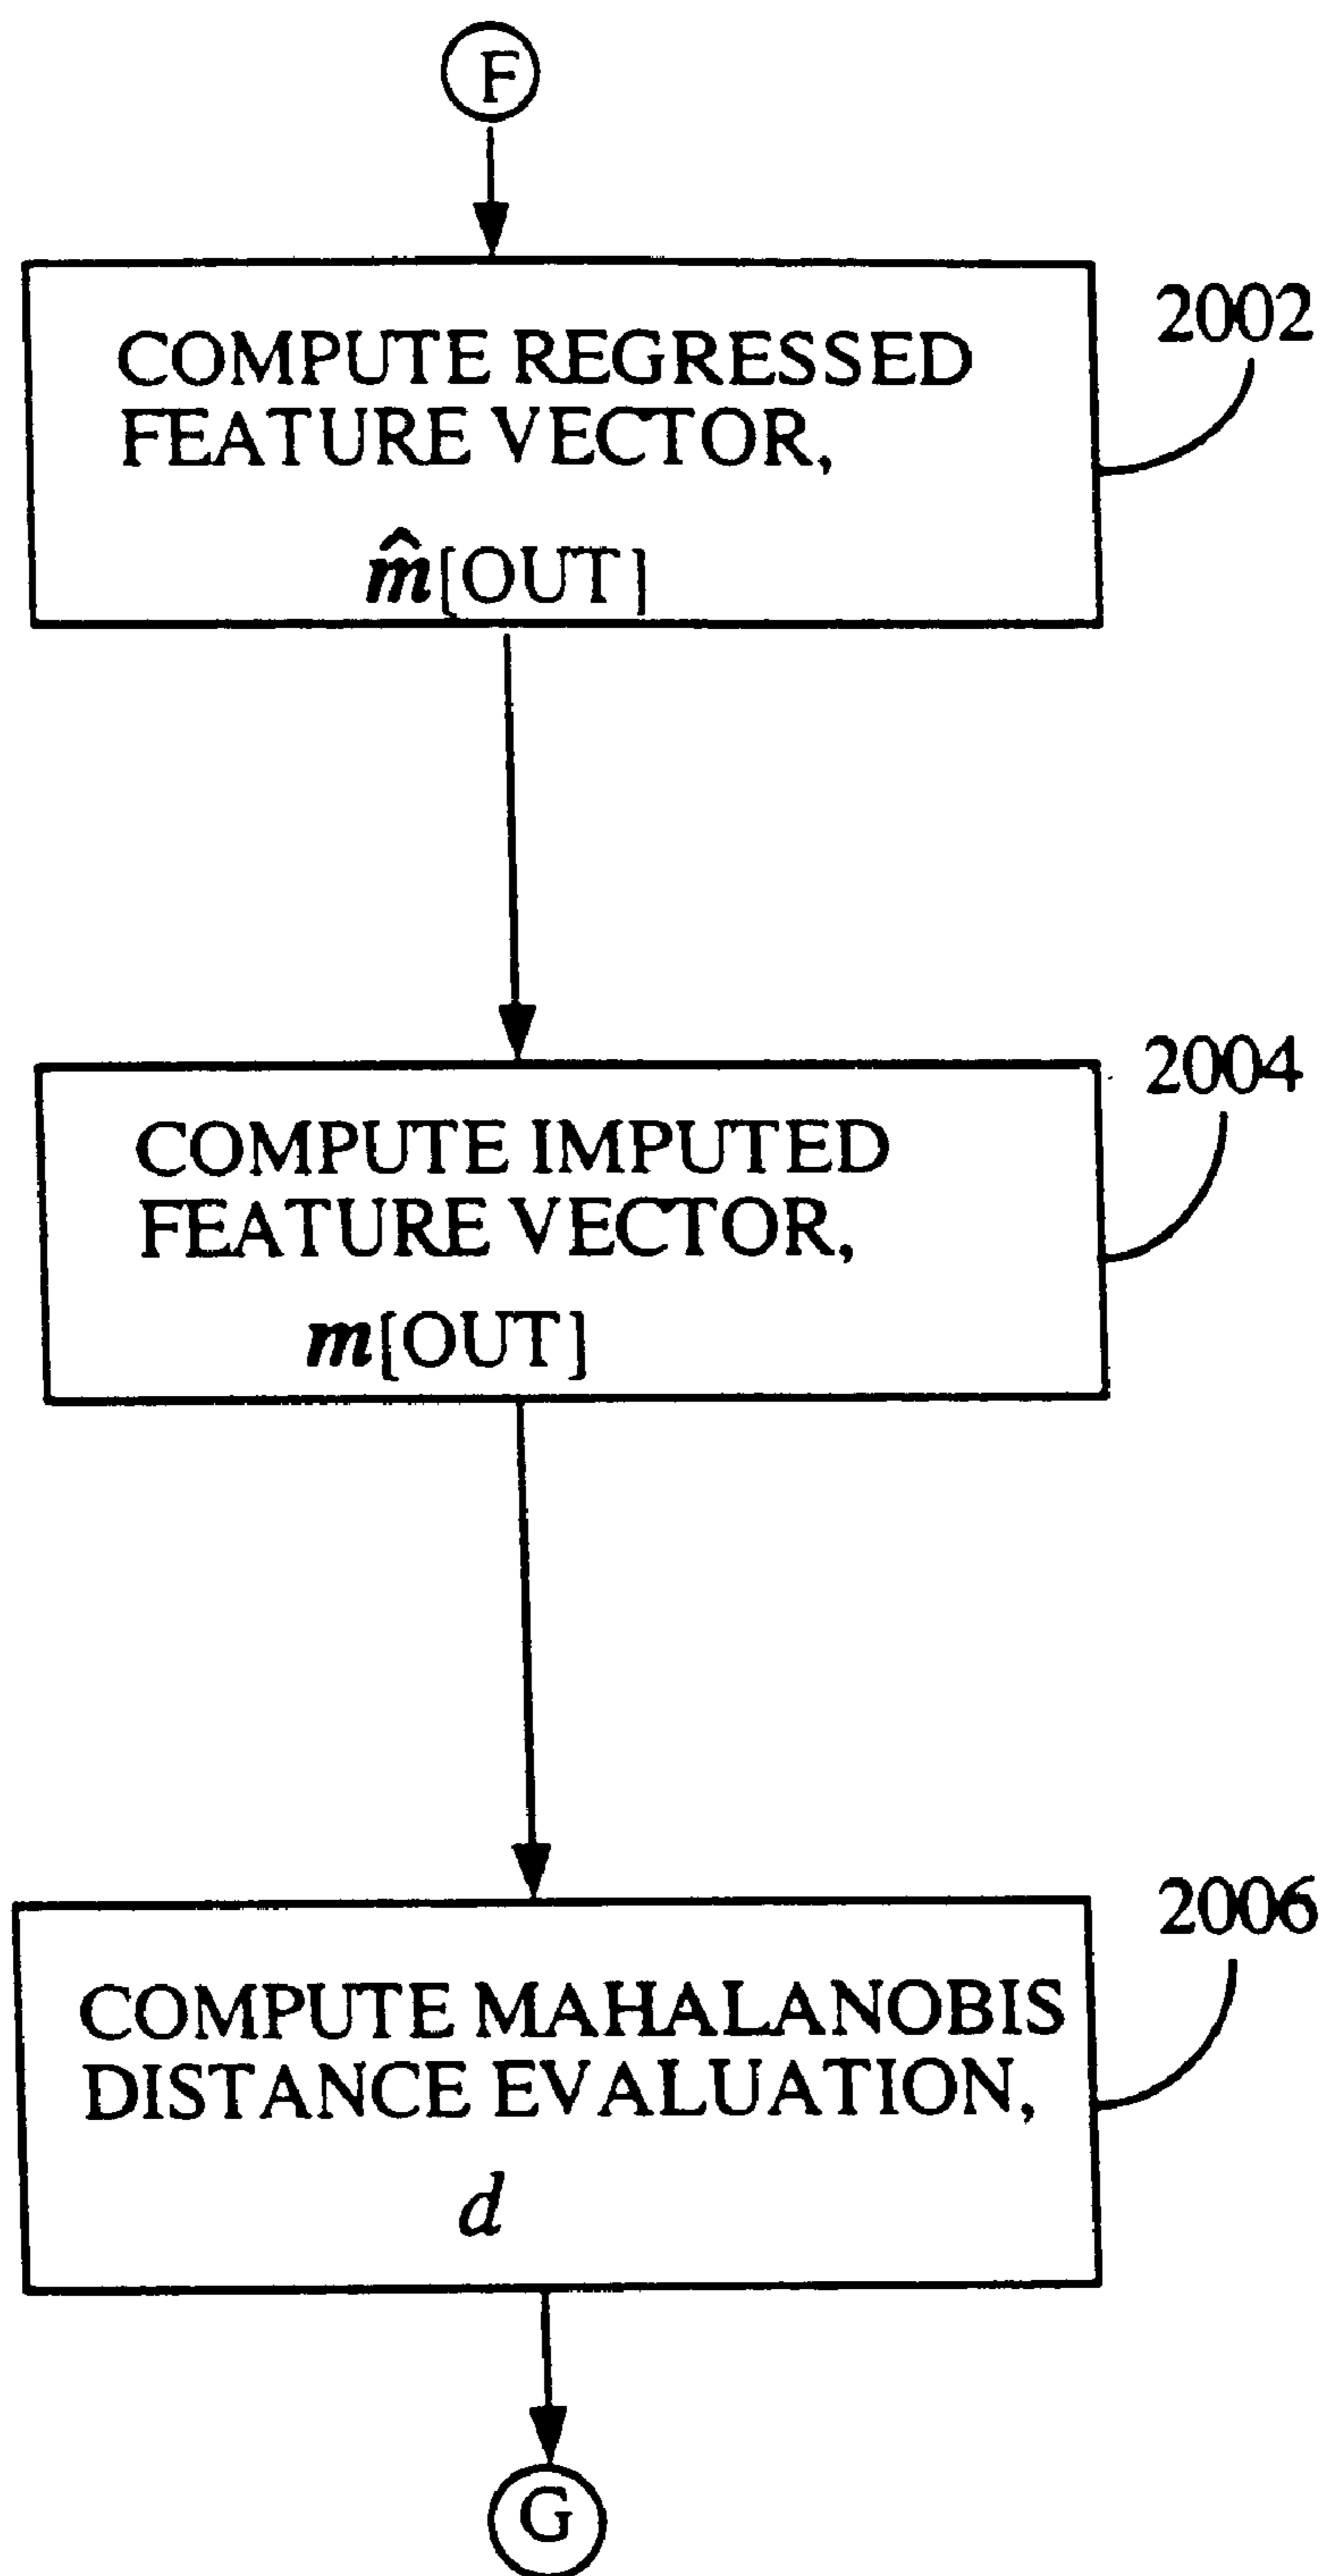 F
COMPUTE REGRESSED
FEATURE VECTOR,
m̂[OUT]
2002
COMPUTE IMPUTED
FEATURE VECTOR,
m[OUT]
2004
COMPUTE MAHALANOBIS
DISTANCE EVALUATION,
d
2006
G